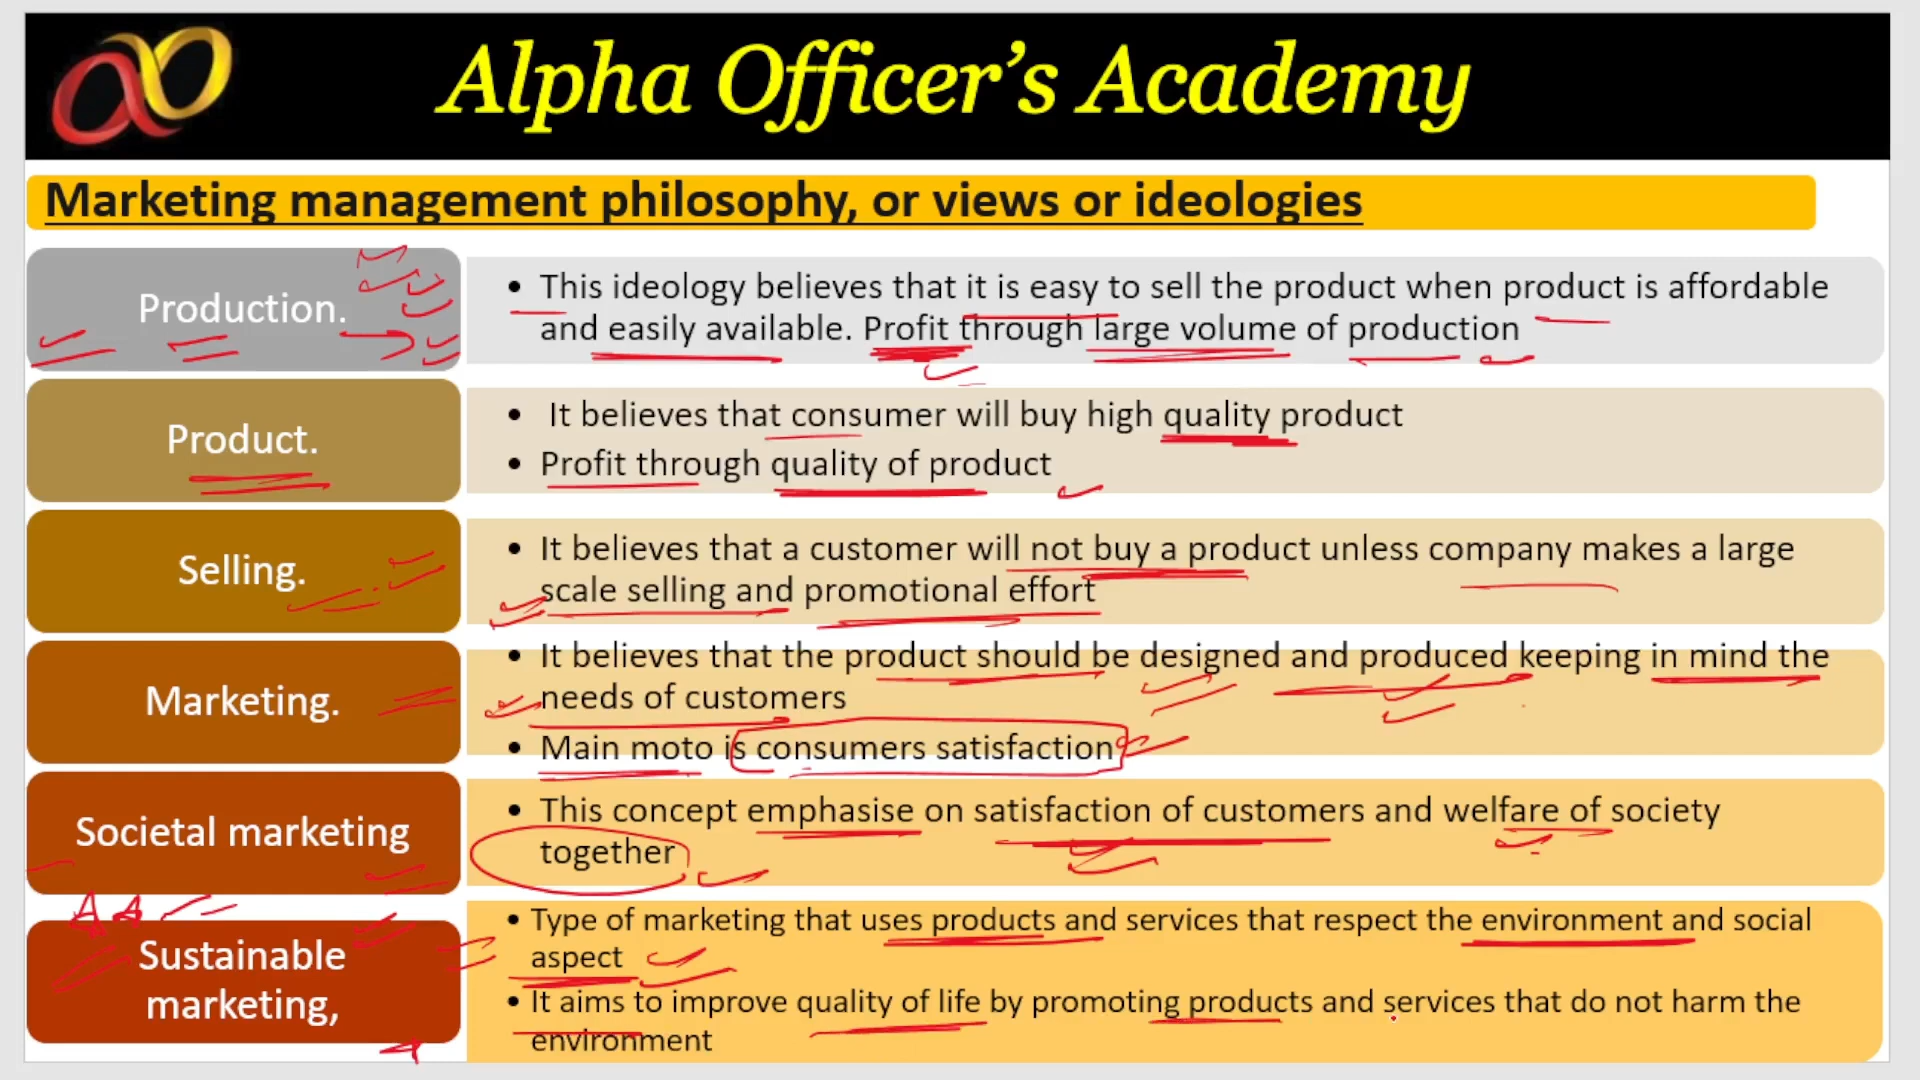 Alpha Officer's Academy
Marketing management philosophy, or views or ideologies
Production.
• This ideology believes that it is easy to sell the product when product is affordable
and easily available. Profit through large volume of production
Product.
• It believes that consumer will buy high quality product
• Profit through quality of product
Selling.
• It believes that a customer will not buy a product unless company makes a large
scale selling and promotional effort
Marketing.
• It believes that the product should be designed and produced keeping in mind the
needs of customers
• Main moto is consumers satisfaction
Societal marketing
• This concept emphasise on satisfaction of customers and welfare of society
together
Sustainable
marketing,
• Type of marketing that uses products and services that respect the environment and social
aspect
• It aims to improve quality of life by promoting products and services that do not harm the
environment